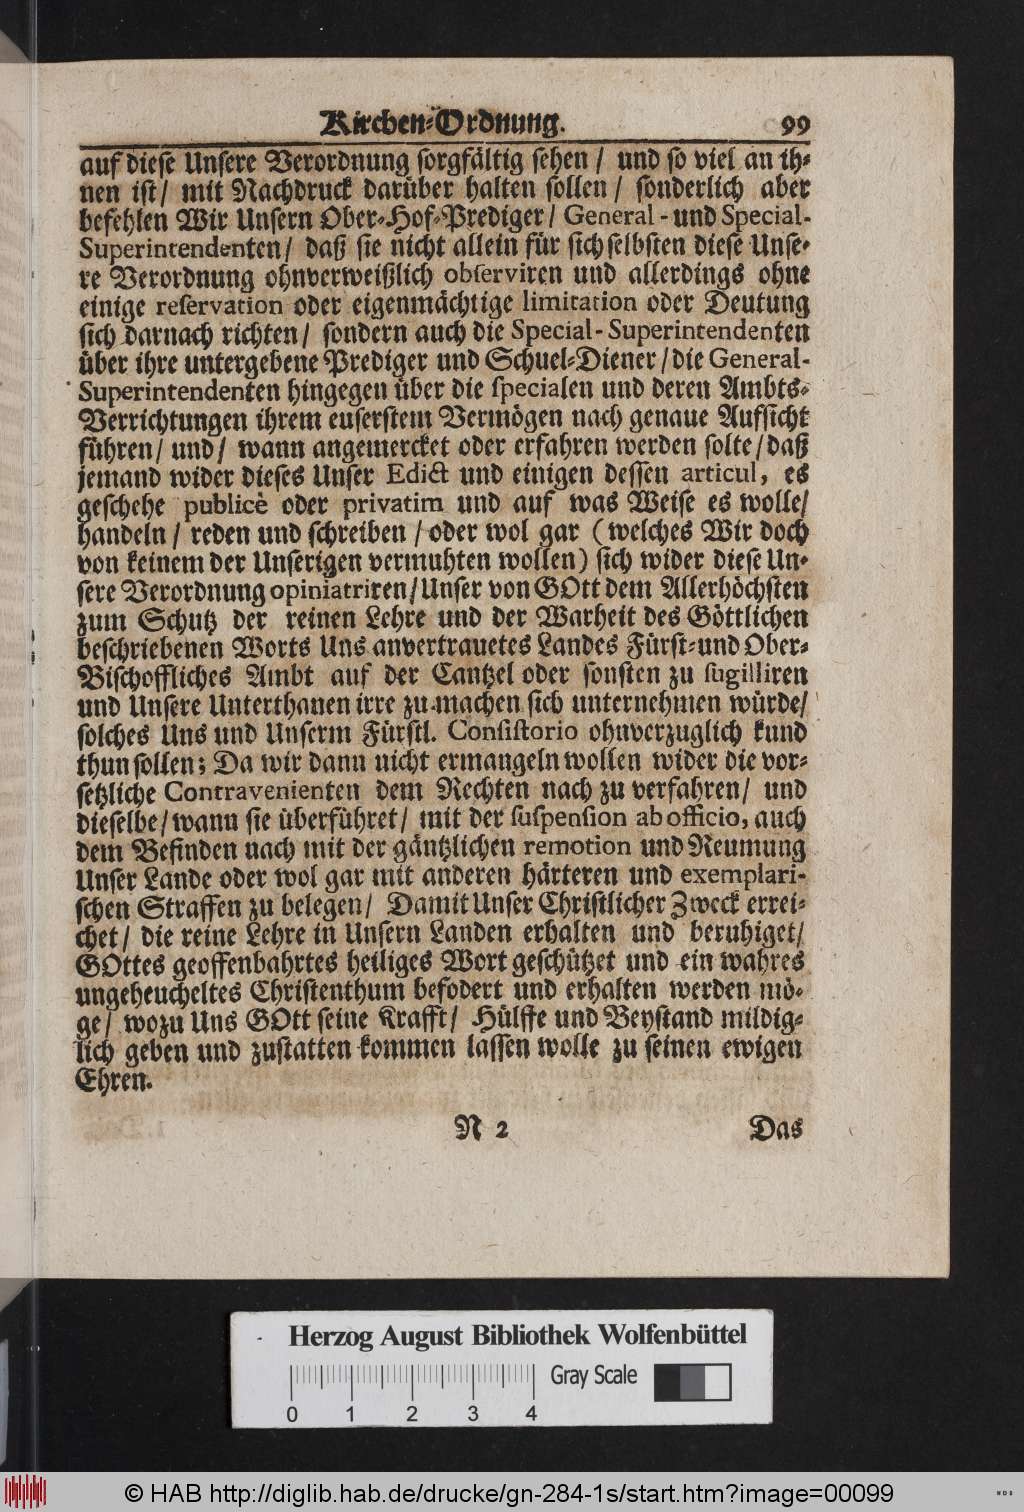 Kirchen-Ordnung. 99
auf diese Unsere Verordnung sorgfältig sehen / und so viel an ih-
nen ist / mit Nachdruck darüber halten sollen / sonderlich aber
befehlen Wir Unsern Ober-Hof-Prediger / General - und Special-
Superintendenten / daß sie nicht allein für sich selbsten diese Unse-
re Verordnung ohnverweißlich observiren und allerdings ohne
einige reservation oder eigenmächtige limitation oder Deutung
sich darnach richten / sondern auch die Special-Superintendenten
über ihre untergebene Prediger und Schuel-Diener / die General-
Superintendenten hingegen über die specialen und deren Ambts-
Verrichtungen ihrem euserstem Vermögen nach genaue Aufsicht
führen / und / wann angemercket oder erfahren werden solte / daß
jemand wider dieses Unser Edict und einigen dessen articul, es
geschehe publicè oder privatim und auf was Weise es wolle /
handeln / reden und schreiben / oder wol gar (welches Wir doch
von keinem der Unserigen vermuhten wollen) sich wider diese Un-
sere Verordnung opiniatriren / Unser von GOtt dem Allerhöchsten
zum Schutz der reinen Lehre und der Warheit des Göttlichen
beschriebenen Worts Uns anvertrauetes Landes Fürst- und Ober-
Bischoffliches Ambt auf der Cantzel oder sonsten zu sugilliren
und Unsere Unterthanen irre zu machen sich unternehmen würde /
solches Uns und Unserm Fürstl. Consistorio ohnverzuglich kund
thun sollen; Da wir dann nicht ermangeln wollen wider die vor-
setzliche Contravenienten dem Rechten nach zu verfahren / und
dieselbe / wann sie überführet / mit der suspension ab officio, auch
dem Befinden nach mit der gäntzlichen remotion und Reumung
Unser Lande oder wol gar mit anderen härteren und exemplari-
schen Straffen zu belegen / Damit Unser Christlicher Zweck errei-
chet / die reine Lehre in Unsern Landen erhalten und beruhiget /
GOttes geoffenbahrtes heiliges Wort geschützet und ein wahres
ungeheucheltes Christenthum befodert und erhalten werden mö-
ge / wozu Uns GOtt seine Krafft / Hülffe und Beystand mildig-
lich geben und zustatten kommen lassen wolle zu seinen ewigen
Ehren.
N 2 Das
Herzog August Bibliothek Wolfenbüttel
Gray Scale
0 1 2 3 4
© HAB http://diglib.hab.de/drucke/gn-284-1s/start.htm?image=00099